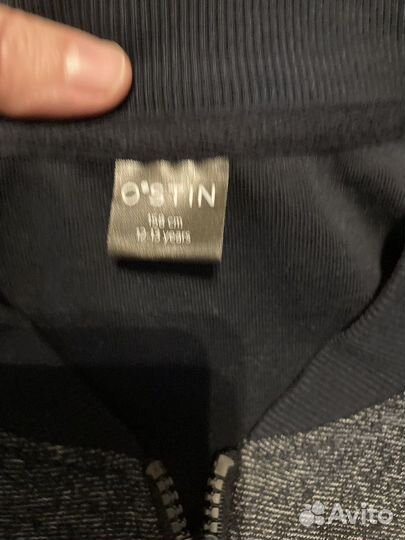 O'STIN
158 cm
12-13 years
Avito